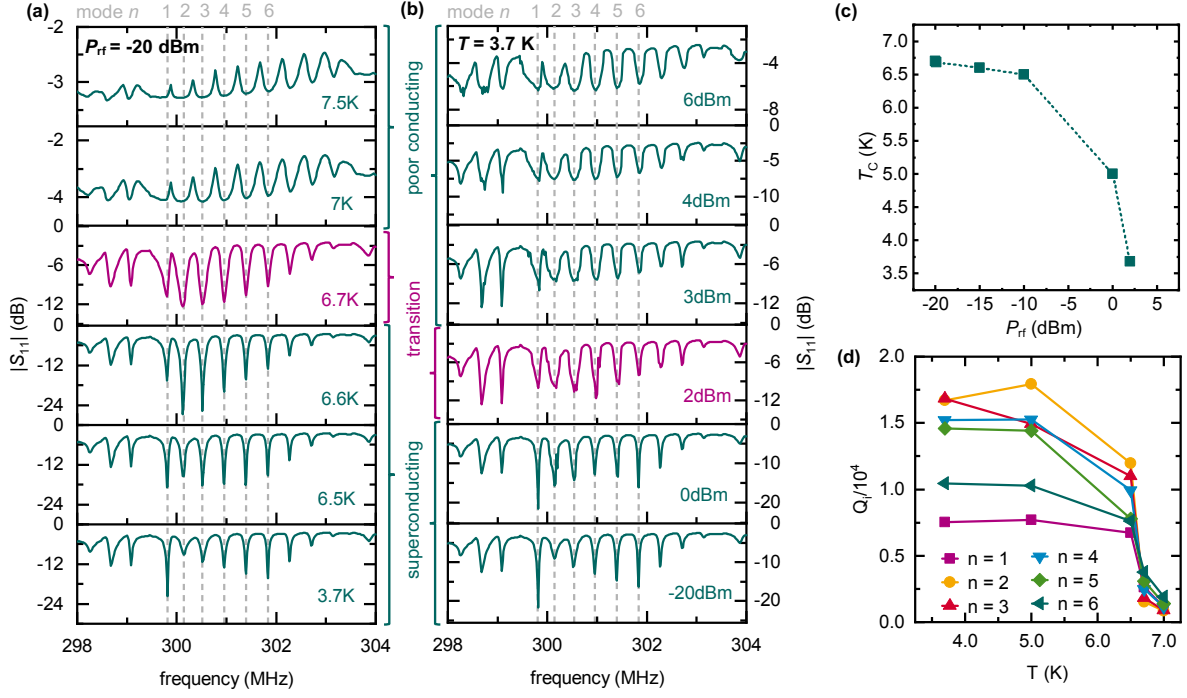 (a)
mode n 1 2 3 4 5 6
P_rf = -20 dBm
-2
-3
7.5K
-2
-4
7K
0
-6
-12
6.7K
0
-12
-24
6.6K
0
-12
-24
6.5K
0
-12
-24
3.7K
298 300 302 304
frequency (MHz)
|S11| (dB)
poor conducting
transition
superconducting
(b)
mode n 1 2 3 4 5 6
T = 3.7 K
-4
-8
6dBm
0
-5
-10
4dBm
0
-6
-12
3dBm
0
-6
-12
2dBm
0
-10
-20
0dBm
0
-10
-20
-20dBm
298 300 302 304
frequency (MHz)
|S11| (dB)
(c)
7.0
6.5
6.0
5.5
5.0
4.5
4.0
3.5
T_C (K)
-20 -15 -10 -5 0 5
P_rf (dBm)
(d)
2.0
1.5
1.0
0.5
0.0
Q_i/10^4
n = 1 n = 4
n = 2 n = 5
n = 3 n = 6
4.0 5.0 6.0 7.0
T (K)